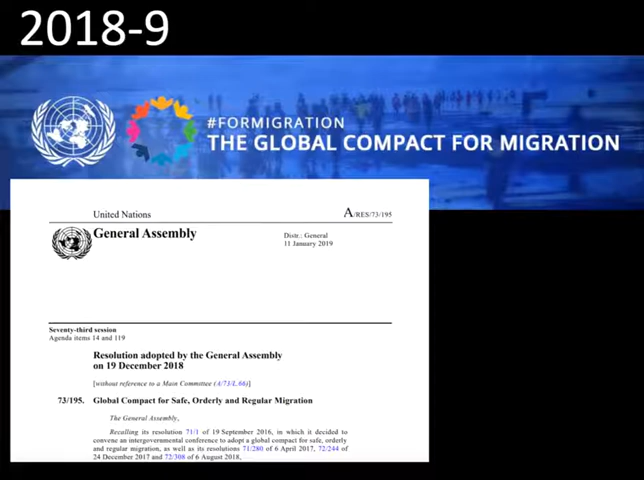 2018-9
#FORMIGRATION
THE GLOBAL COMPACT FOR MIGRATION
United Nations
A/RES/73/195
General Assembly
Distr.: General
11 January 2019
Seventy-third session
Agenda items 14 and 119
Resolution adopted by the General Assembly
on 19 December 2018
[without reference to a Main Committee (A/73/L.66)]
73/195. Global Compact for Safe, Orderly and Regular Migration
The General Assembly,
Recalling its resolution 71/1 of 19 September 2016, in which it decided to
convene an intergovernmental conference to adopt a global compact for safe, orderly
and regular migration, as well as its resolutions 71/280 of 6 April 2017, 72/244 of
24 December 2017 and 72/308 of 6 August 2018,